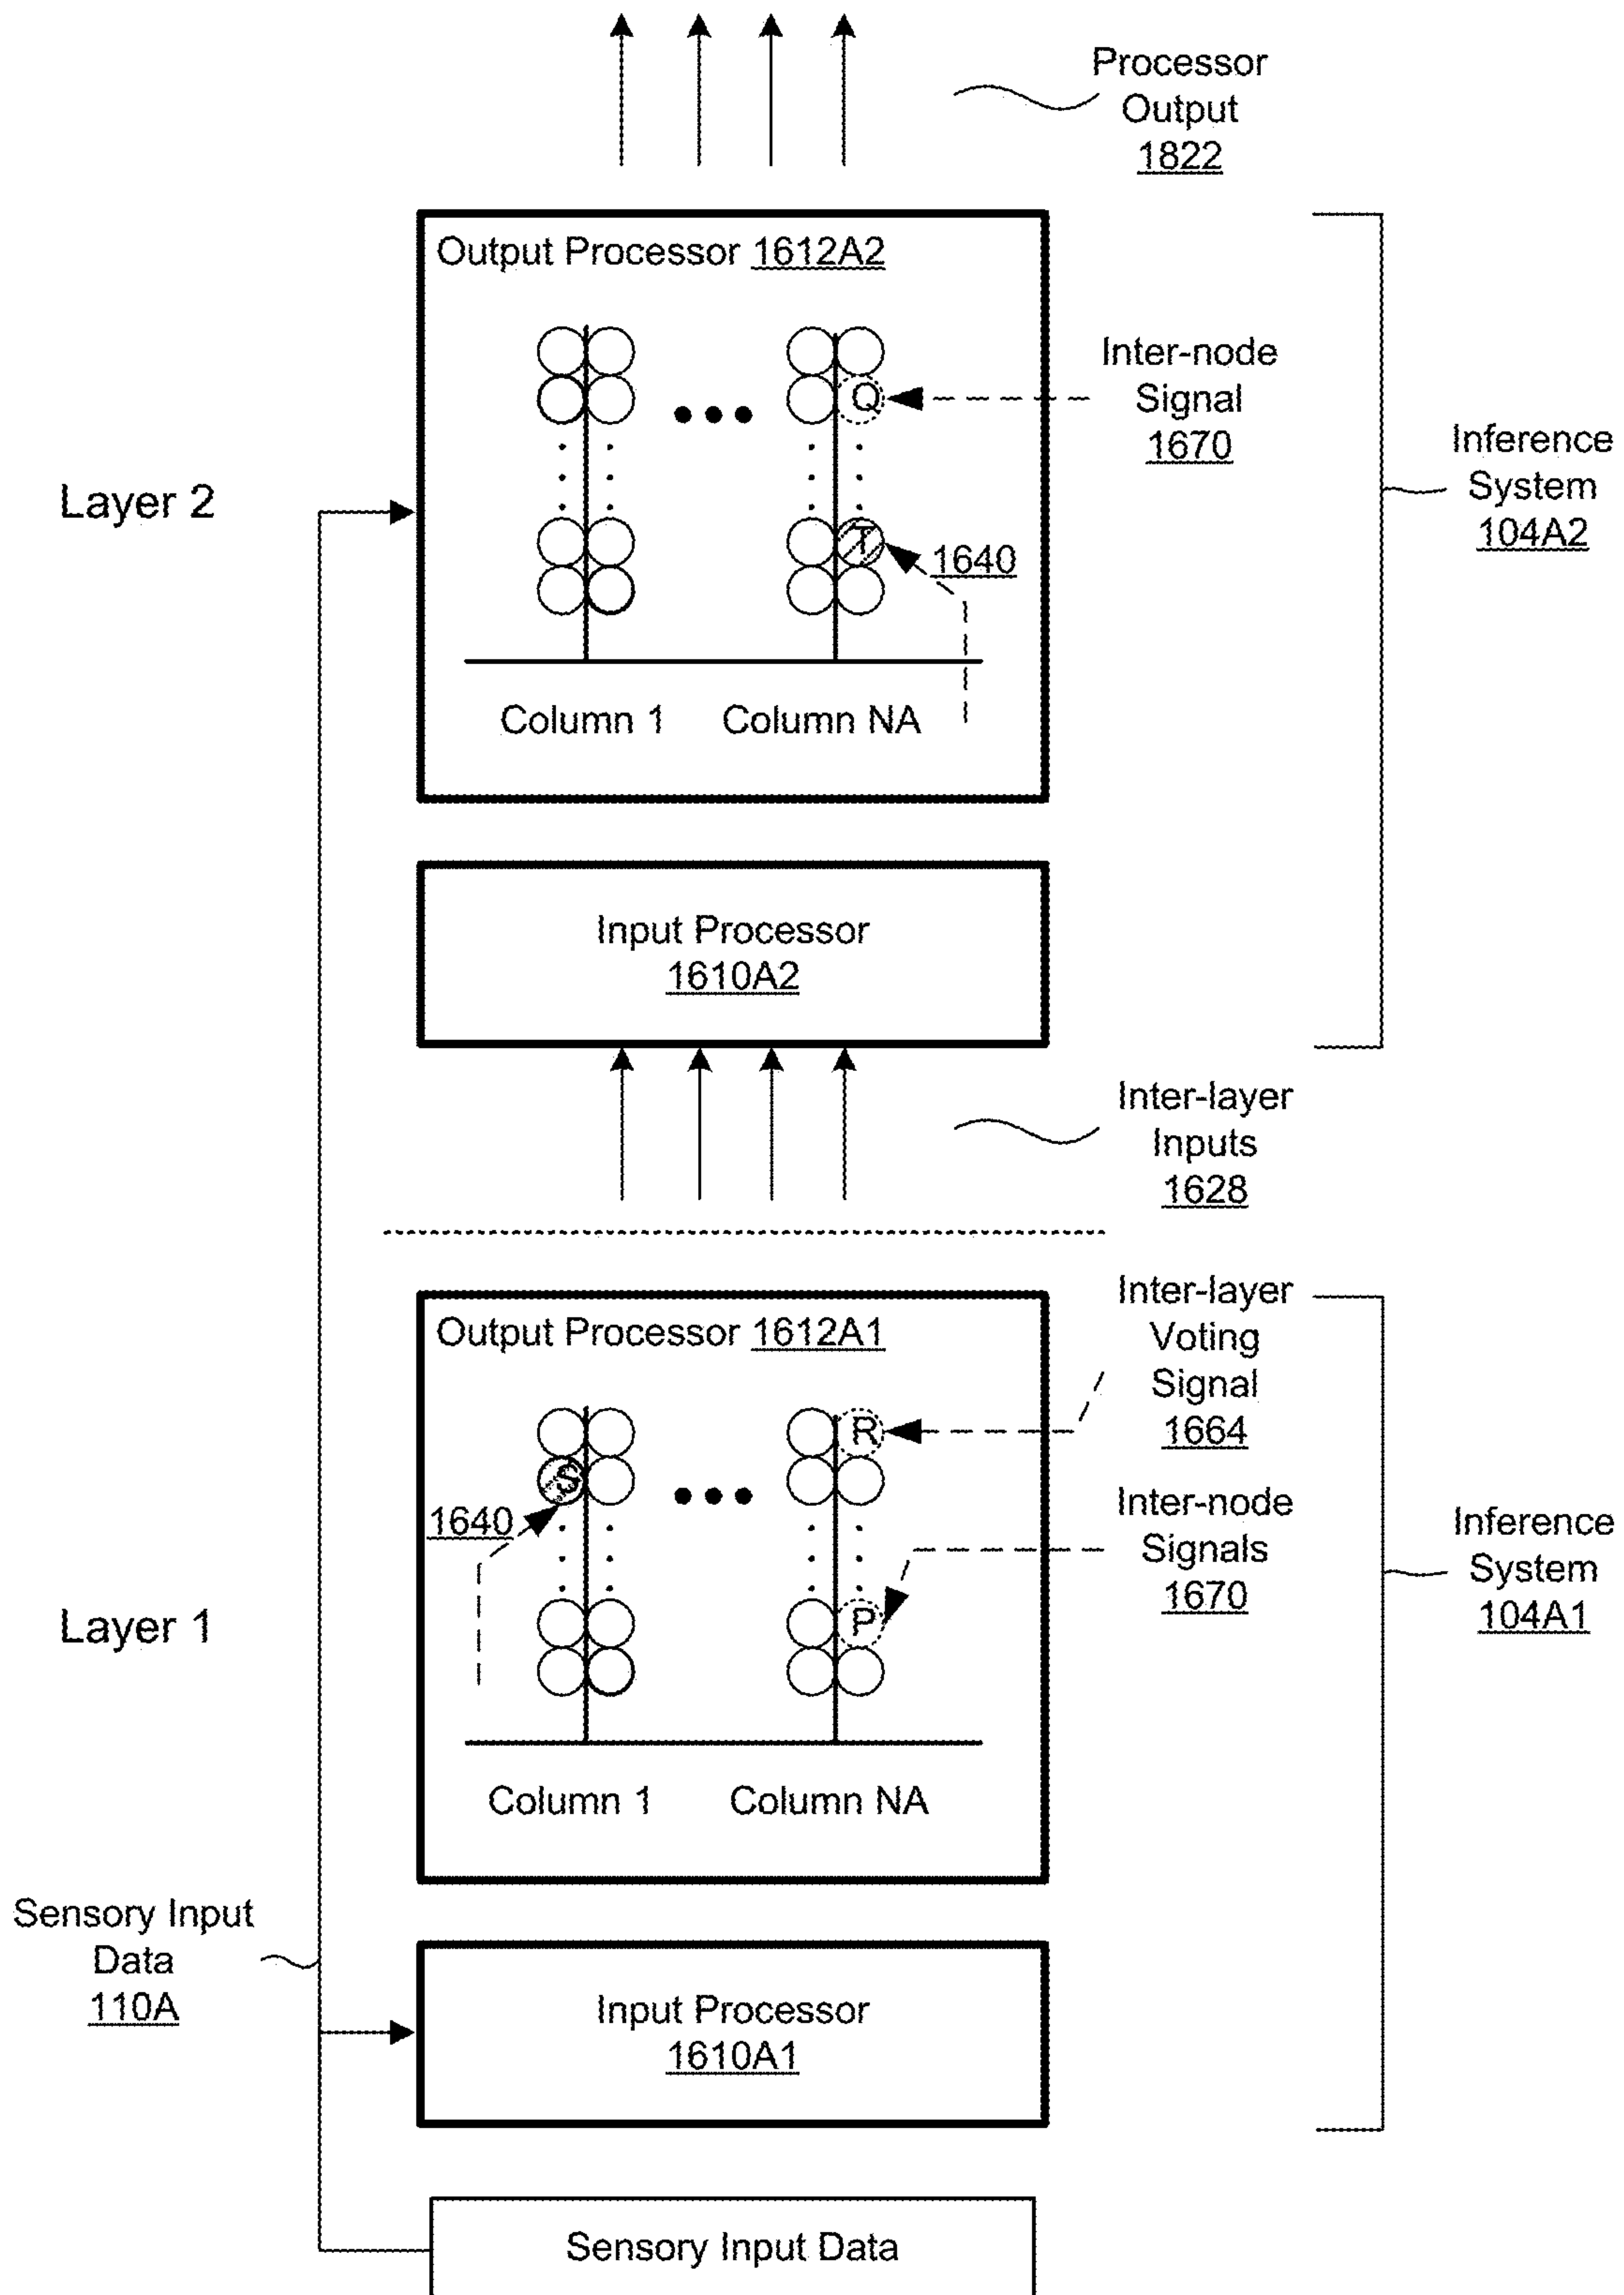 Processor
Output
1822
Output Processor 1612A2
Inter-node
Signal
1670
Q
Inference
System
104A2
Layer 2
T
1640
Column 1
Column NA
Input Processor
1610A2
Inter-layer
Inputs
1628
Inter-layer
Voting
Signal
1664
Output Processor 1612A1
R
S
1640
Inter-node
Signals
1670
Inference
System
104A1
P
Layer 1
Column 1
Column NA
Sensory Input
Data
110A
Input Processor
1610A1
Sensory Input Data